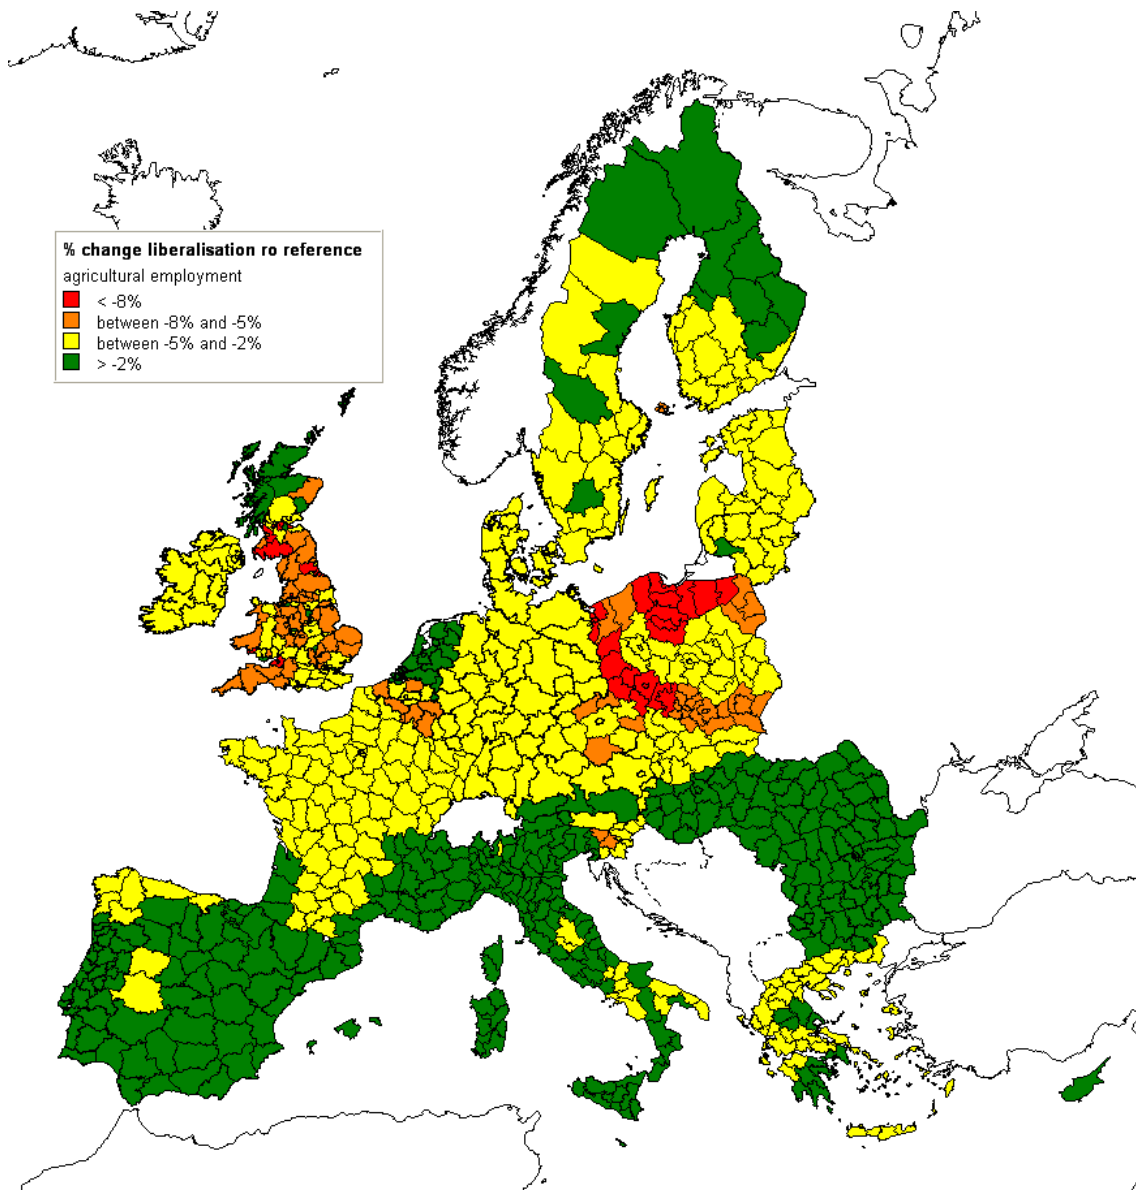 % change liberalisation ro reference
agricultural employment
< -8%
between -8% and -5%
between -5% and -2%
> -2%